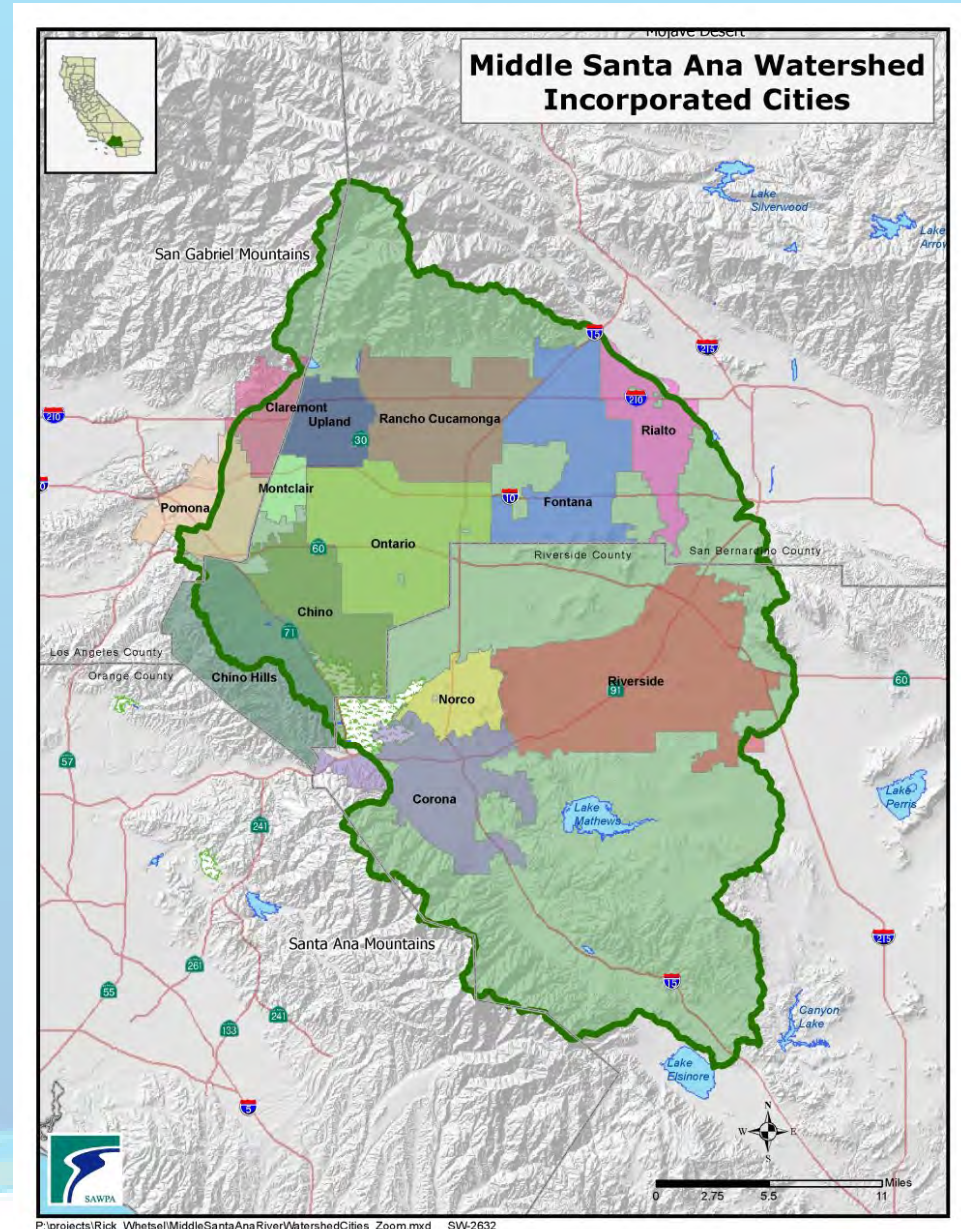 Mojave Desert
Middle Santa Ana Watershed
Incorporated Cities
Lake
Silverwood
Lake
Arrow
San Gabriel Mountains
15
215
210
210
Claremont
Upland
30
Rancho Cucamonga
Rialto
Montclair
10
Fontana
Pomona
60
Ontario
Riverside County
San Bernardino County
Chino
71
Los Angeles County
Orange County
Chino Hills
Norco
Riverside
91
60
57
Corona
Lake
Mathews
Lake
Perris
241
Santa Ana Mountains
215
261
55
15
133
241
Canyon
Lake
Lake
Elsinore
5
N
W
E
S
SAWPA
Miles
0 2.75 5.5 11
P:\projects\Rick_Whetsel\MiddleSantaAnaRiverWatershedCities_Zoom.mxd SW-2632